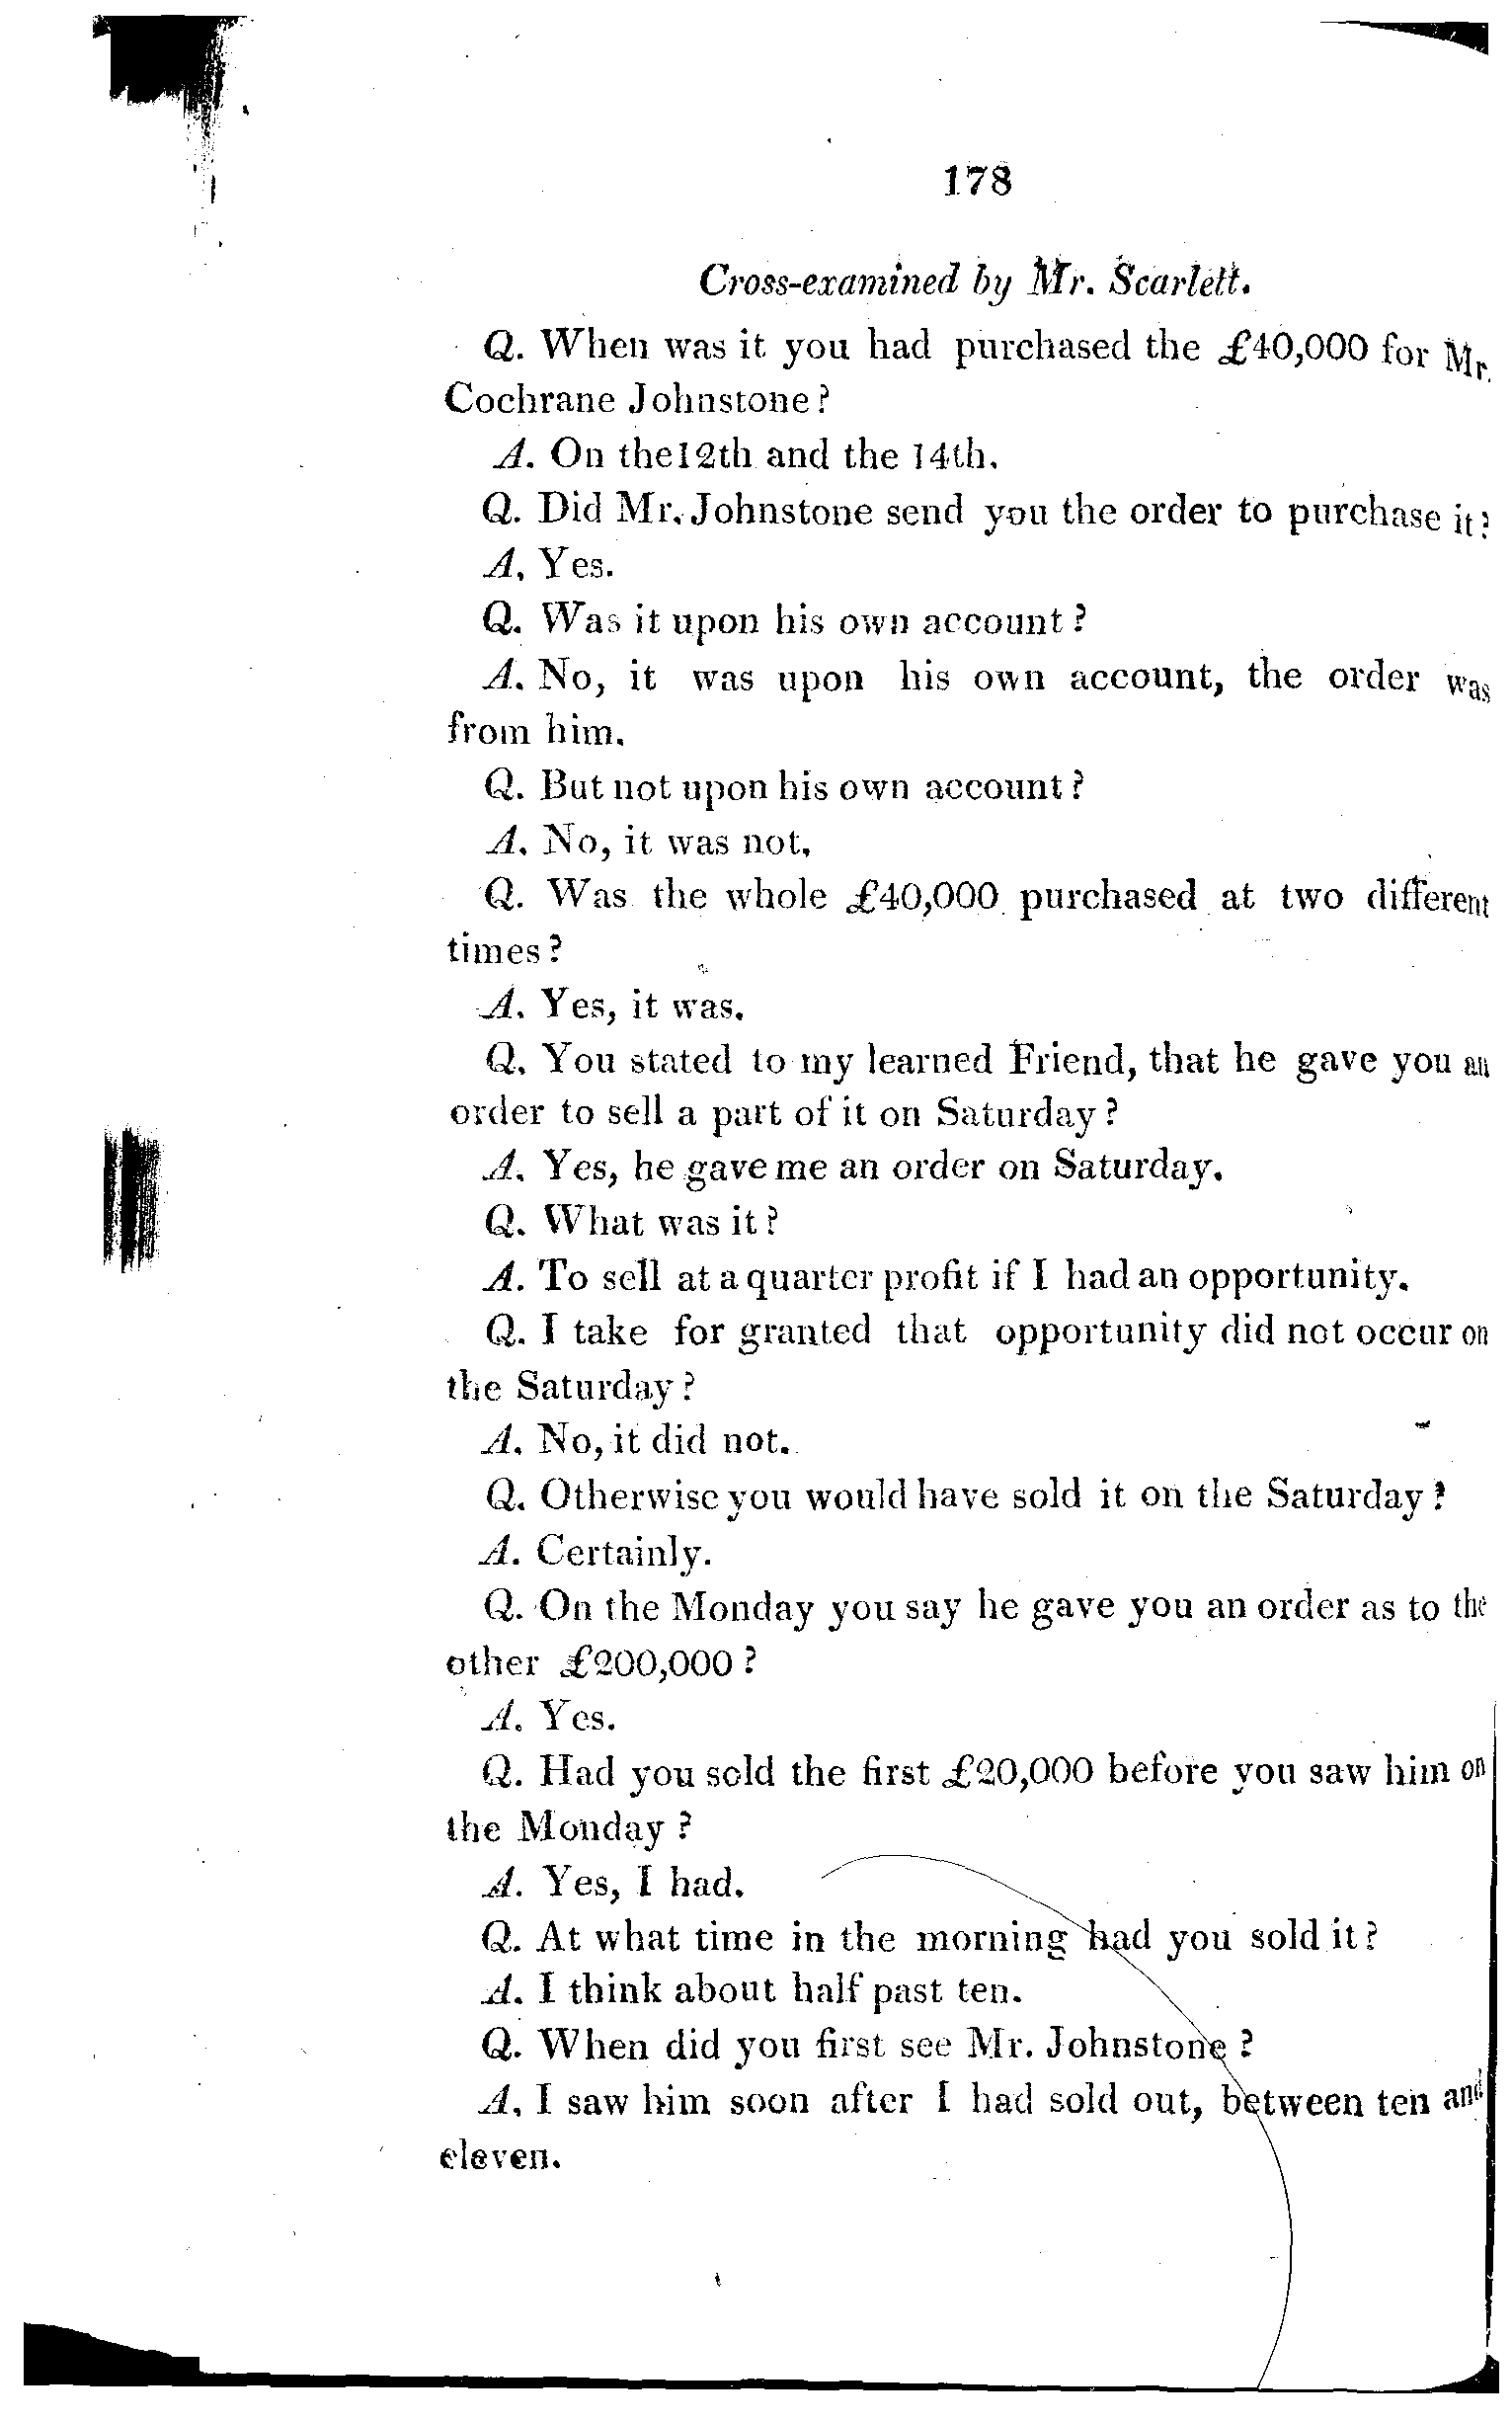 178
Cross-examined by Mr. Scarlett.
Q. When was it you had purchased the £40,000 for Mr.
Cochrane Johnstone?
A. On the12th and the 14th.
Q. Did Mr. Johnstone send you the order to purchase it?
A. Yes.
Q. Was it upon his own account?
A. No, it was upon his own account, the order was
from him.
Q. But not upon his own account?
A. No, it was not.
Q. Was the whole £40,000 purchased at two different
times?
A. Yes, it was.
Q. You stated to my learned Friend, that he gave you an
order to sell a part of it on Saturday?
A. Yes, he gave me an order on Saturday.
Q. What was it?
A. To sell at a quarter profit if I had an opportunity.
Q. I take for granted that opportunity did not occur on
the Saturday?
A. No, it did not.
Q. Otherwise you would have sold it on the Saturday?
A. Certainly.
Q. On the Monday you say he gave you an order as to the
other £200,000?
A. Yes.
Q. Had you sold the first £20,000 before you saw him on
the Monday?
A. Yes, I had.
Q. At what time in the morning had you sold it?
A. I think about half past ten.
Q. When did you first see Mr. Johnstone?
A. I saw him soon after I had sold out, between ten and
eleven.